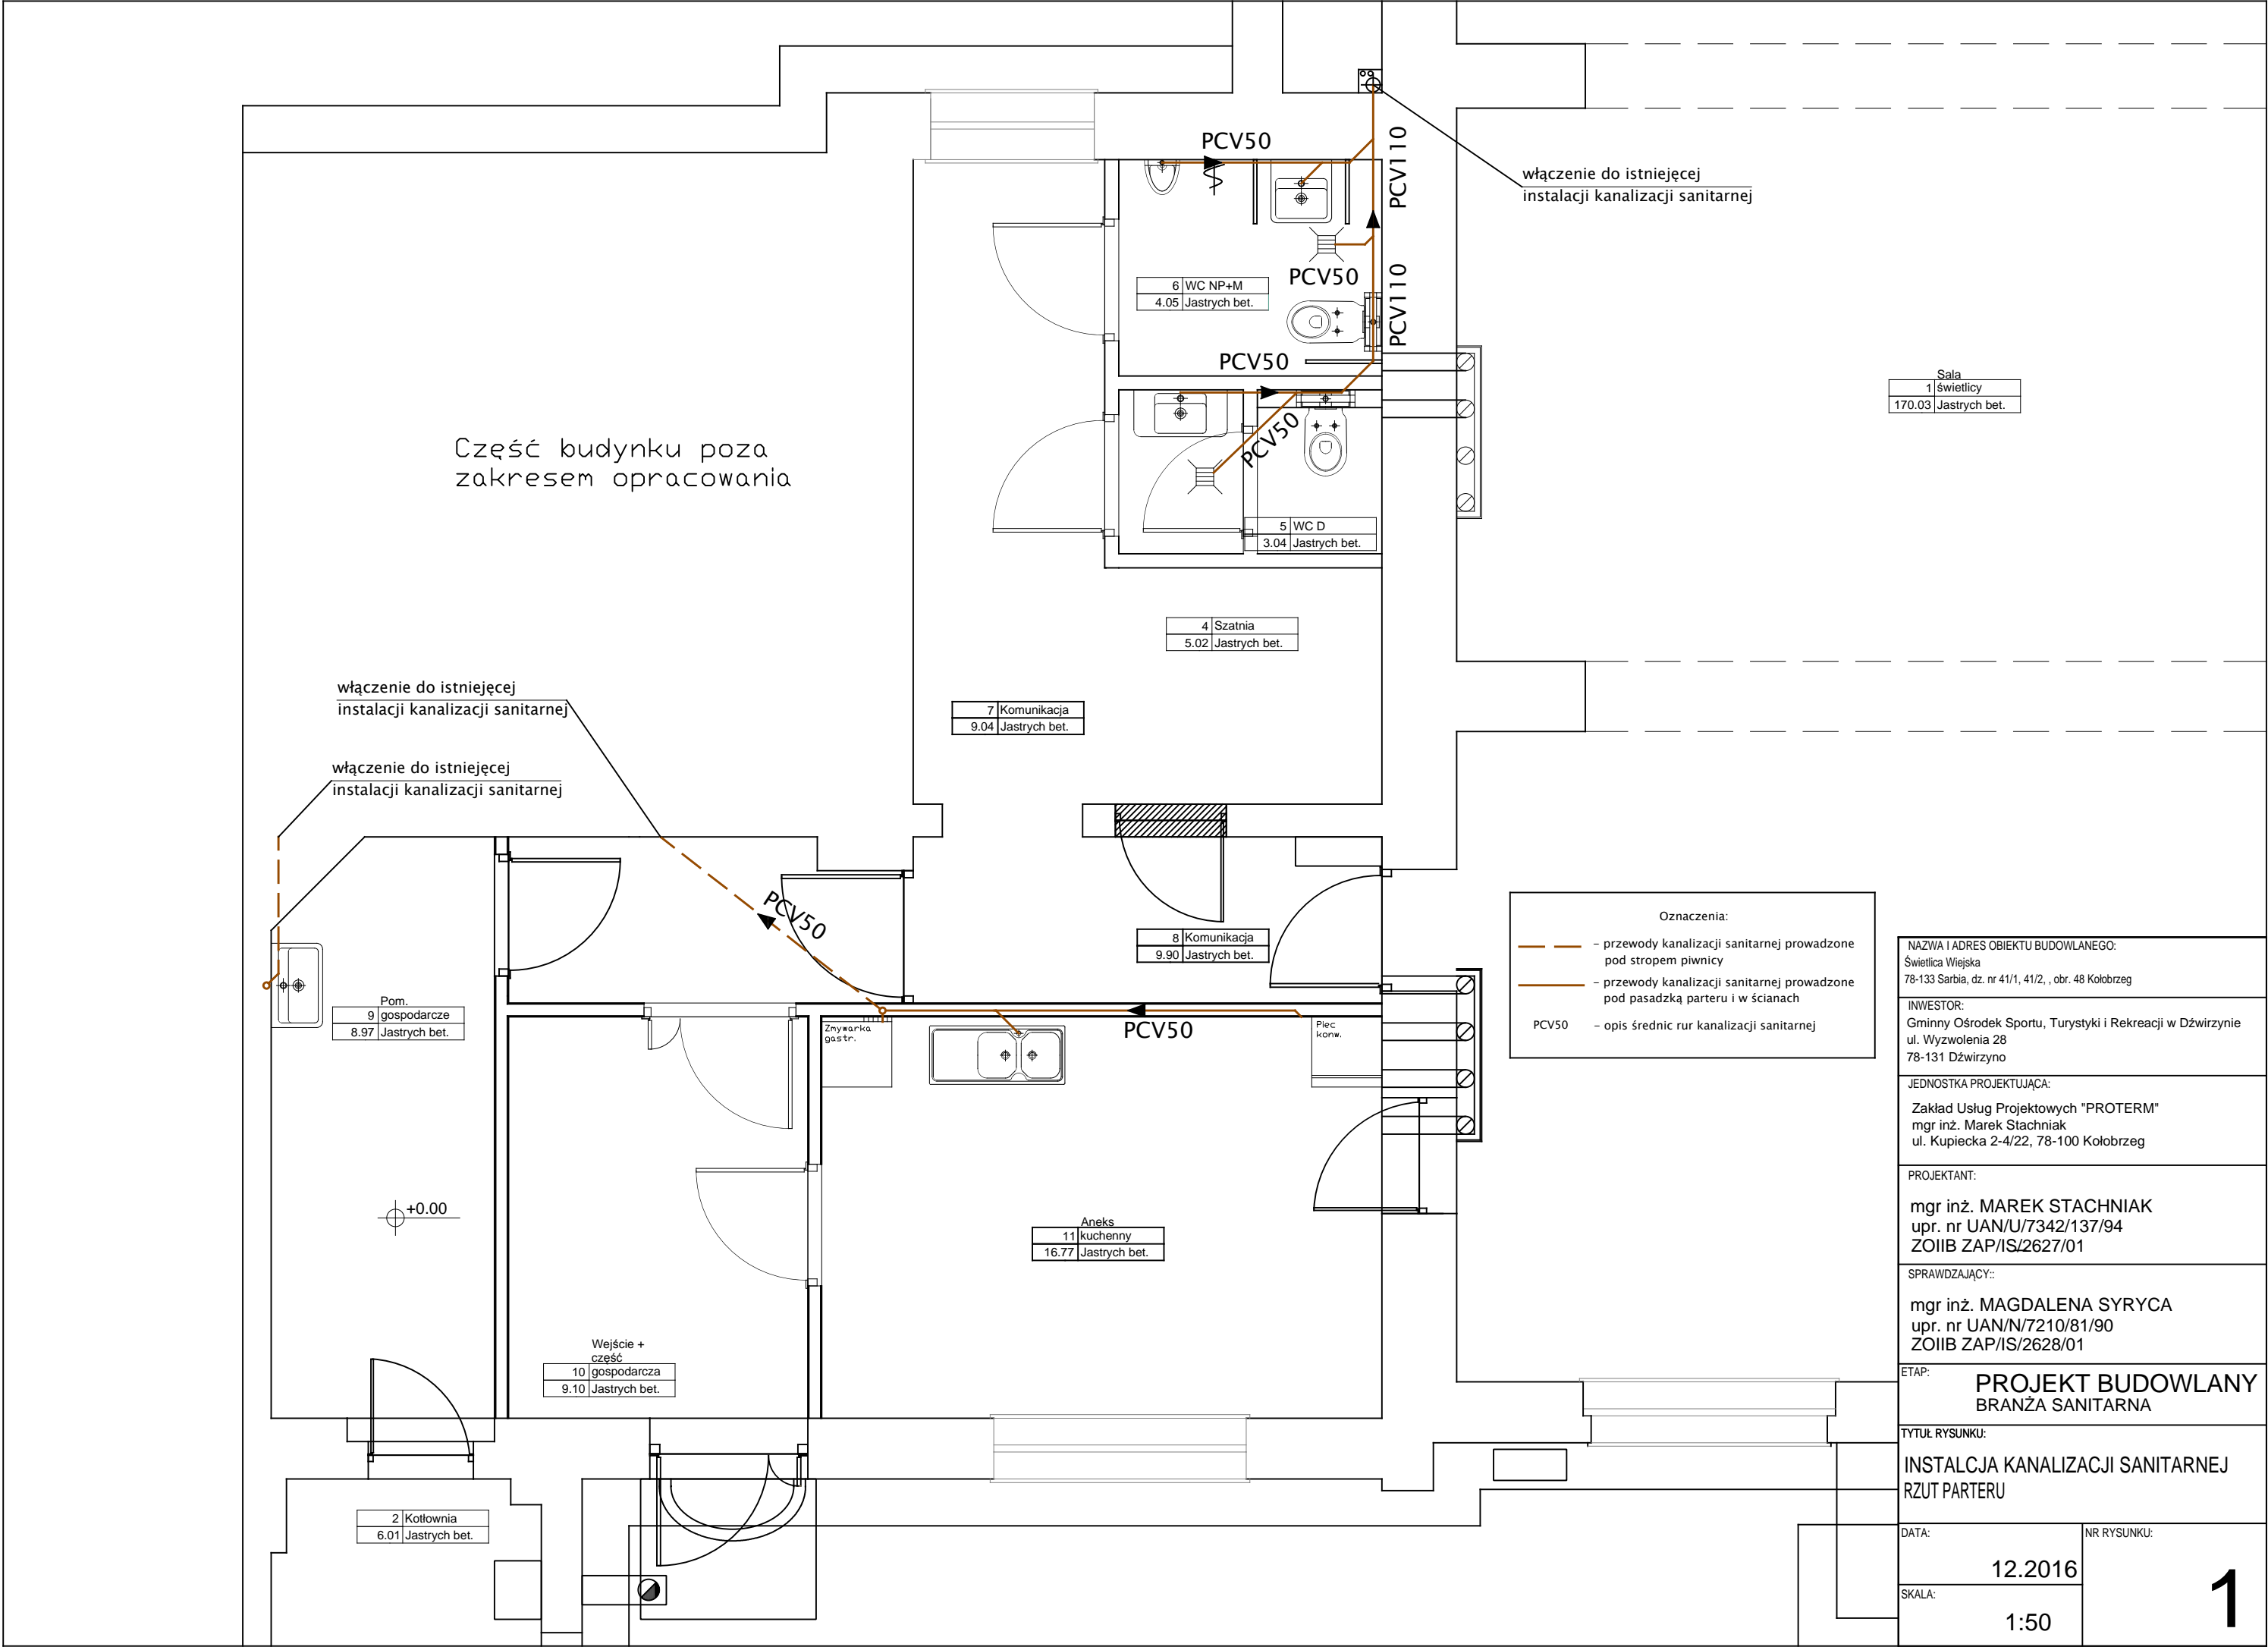 PCV50
PCV110
włączenie do istniejęcej
instalacji kanalizacji sanitarnej
PCV50
PCV110
6 WC NP+M
4.05 Jastrych bet.
PCV50
Sala
1 świetlicy
170.03 Jastrych bet.
PCV50
Część budynku poza
zakresem opracowania
5 WC D
3.04 Jastrych bet.
4 Szatnia
5.02 Jastrych bet.
włączenie do istniejęcej
instalacji kanalizacji sanitarnej
7 Komunikacja
9.04 Jastrych bet.
włączenie do istniejęcej
instalacji kanalizacji sanitarnej
PCV50
8 Komunikacja
9.90 Jastrych bet.
Pom.
9 gospodarcze
8.97 Jastrych bet.
Zmywarka
gastr.
PCV50
Piec
konw.
+0.00
Aneks
11 kuchenny
16.77 Jastrych bet.
Wejście +
część
10 gospodarcza
9.10 Jastrych bet.
2 Kotłownia
6.01 Jastrych bet.
Oznaczenia:
– przewody kanalizacji sanitarnej prowadzone
pod stropem piwnicy
– przewody kanalizacji sanitarnej prowadzone
pod pasadzką parteru i w ścianach
PCV50 – opis średnic rur kanalizacji sanitarnej
NAZWA I ADRES OBIEKTU BUDOWLANEGO:
Świetlica Wiejska
78-133 Sarbia, dz. nr 41/1, 41/2, , obr. 48 Kołobrzeg
INWESTOR:
Gminny Ośrodek Sportu, Turystyki i Rekreacji w Dźwirzynie
ul. Wyzwolenia 28
78-131 Dźwirzyno
JEDNOSTKA PROJEKTUJĄCA:
Zakład Usług Projektowych "PROTERM"
mgr inż. Marek Stachniak
ul. Kupiecka 2-4/22, 78-100 Kołobrzeg
PROJEKTANT:
mgr inż. MAREK STACHNIAK
upr. nr UAN/U/7342/137/94
ZOIIB ZAP/IS/2627/01
SPRAWDZAJĄCY::
mgr inż. MAGDALENA SYRYCA
upr. nr UAN/N/7210/81/90
ZOIIB ZAP/IS/2628/01
ETAP:
PROJEKT BUDOWLANY
BRANŻA SANITARNA
TYTUŁ RYSUNKU:
INSTALCJA KANALIZACJI SANITARNEJ
RZUT PARTERU
DATA:
12.2016
NR RYSUNKU:
1
SKALA:
1:50